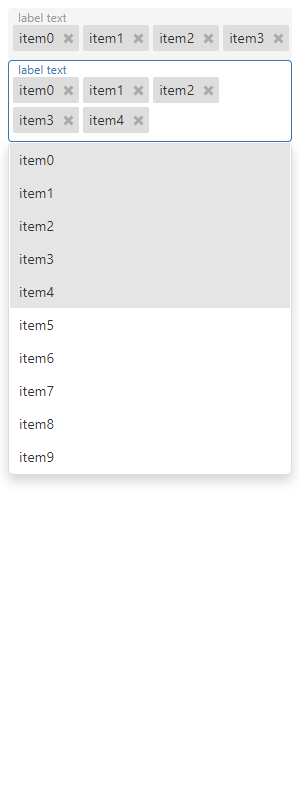 label text
item0 ✖ item1 ✖ item2 ✖ item3 ✖
label text
item0 ✖ item1 ✖ item2 ✖
item3 ✖ item4 ✖
item0
item1
item2
item3
item4
item5
item6
item7
item8
item9